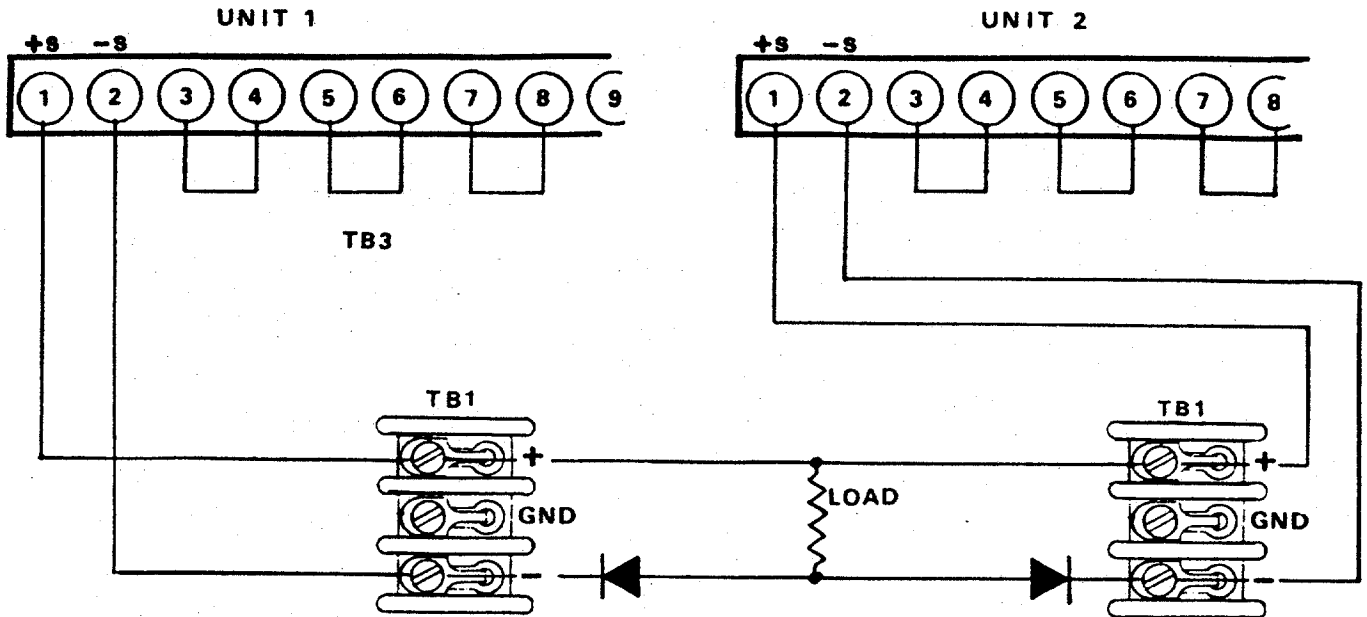 UNIT 1
UNIT 2
+S -S
+S -S
1 2 3 4 5 6 7 8 9
1 2 3 4 5 6 7 8
TB3
TB1
TB1
+
+
LOAD
GND
GND
-
-